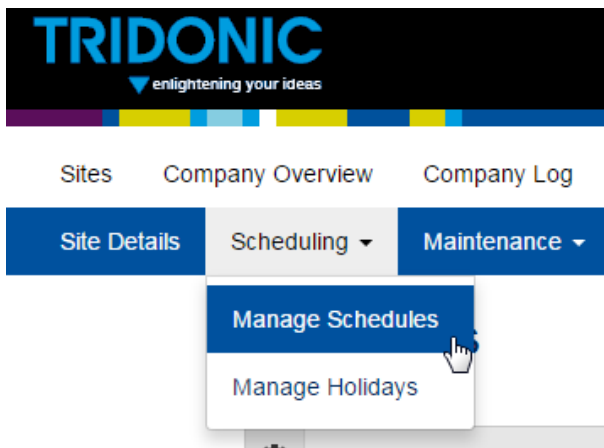 TRIDONIC
enlightening your ideas
Sites Company Overview Company Log
Site Details Scheduling Maintenance
Manage Schedules
Manage Holidays